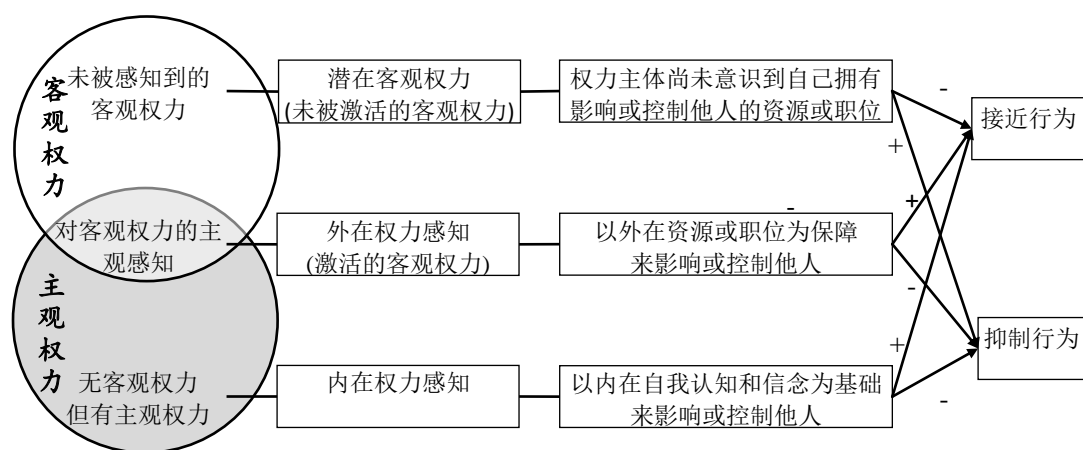 客观权力
未被感知到的
客观权力
潜在客观权力
(未被激活的客观权力)
权力主体尚未意识到自己拥有
影响或控制他人的资源或职位
-
+
接近行为
对客观权力的主
观感知
外在权力感知
(激活的客观权力)
以外在资源或职位为保障
来影响或控制他人
-
+
-
主观权力
无客观权力
但有主观权力
内在权力感知
以内在自我认知和信念为基础
来影响或控制他人
+
-
抑制行为